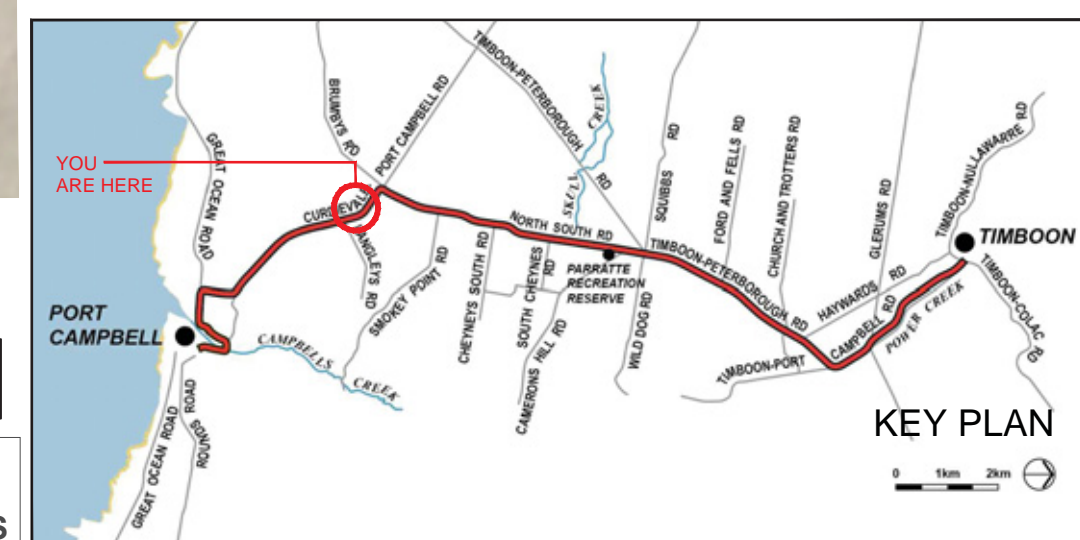 YOU
ARE HERE
GREAT OCEAN ROAD
BRUMBYS RD
PORT CAMPBELL RD
TIMBOON-PETERBOROUGH
RD
SKULL
CREEK
SQUIBBS
RD
FORD AND FELLS RD
CHURCH AND TROTTERS RD
GLERUMS RD
TIMBOON-NULLAWARRE RD
TIMBOON
TIMBOON-COLAC
RD
LANGLEYS RD
SMOKEY POINT RD
NORTH SOUTH RD
CHEYNEYS SOUTH RD
SOUTH CHEYNES
RD
CAMERONS HILL RD
PARRATTE
RECREATION
RESERVE
WILD DOG RD
TIMBOON-PETERBOROUGH RD
HAYWARDS RD
TIMBOON-PORT
CAMPBELL RD
POWER CREEK
PORT
CAMPBELL
CAMPBELLS
CREEK
GREAT OCEAN ROAD
ROAD
KEY PLAN
0 1km 2km
S